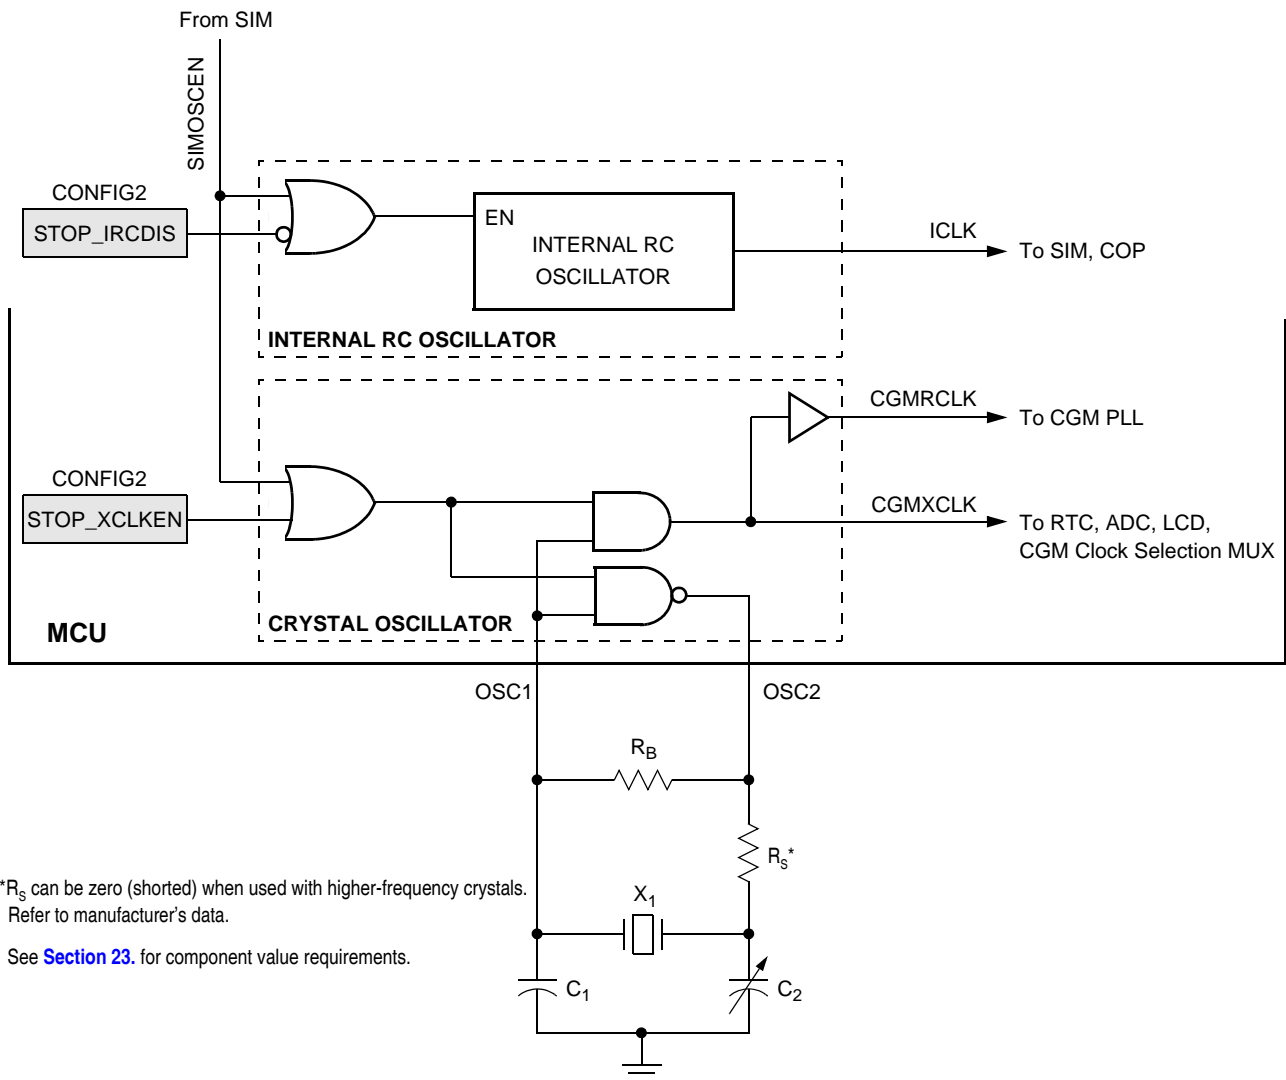 From SIM
SIMOSCEN
CONFIG2
STOP_IRCDIS
EN
INTERNAL RC
OSCILLATOR
ICLK
To SIM, COP
INTERNAL RC OSCILLATOR
CGMRCLK
To CGM PLL
CONFIG2
STOP_XCLKEN
CGMXCLK
To RTC, ADC, LCD,
CGM Clock Selection MUX
MCU
CRYSTAL OSCILLATOR
OSC1
OSC2
RB
RS*
*RS can be zero (shorted) when used with higher-frequency crystals.
Refer to manufacturer's data.
X1
See Section 23. for component value requirements.
C1
C2